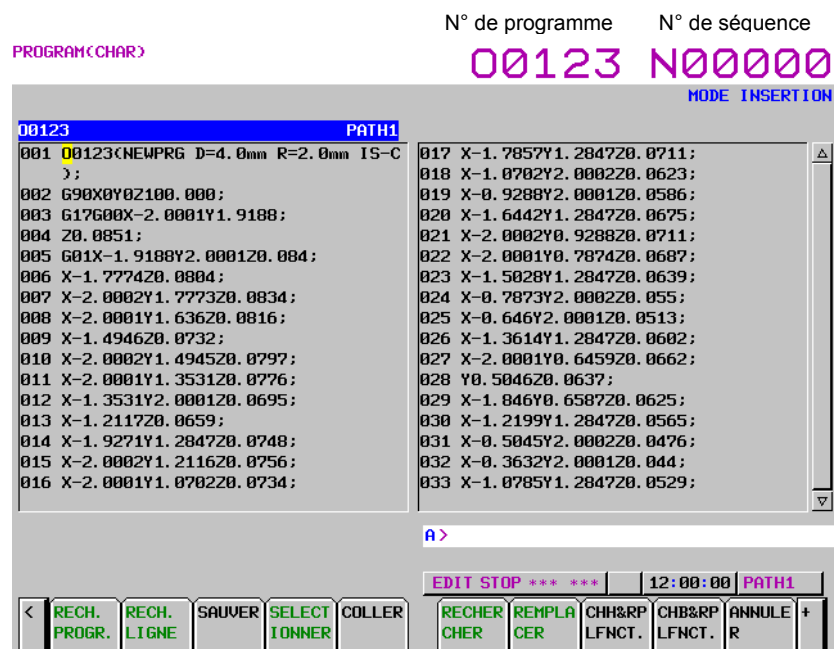 N° de programme N° de séquence
PROGRAM(CHAR)
O0123 N00000
MODE INSERTION
O0123 PATH1
001 O0123(NEWPRG D=4.0mm R=2.0mm IS-C
);
002 G90X0Y0Z100.000;
003 G17G00X-2.0001Y1.9188;
004 Z0.0851;
005 G01X-1.9188Y2.0001Z0.084;
006 X-1.7774Z0.0804;
007 X-2.0002Y1.7773Z0.0834;
008 X-2.0001Y1.636Z0.0816;
009 X-1.4946Z0.0732;
010 X-2.0002Y1.4945Z0.0797;
011 X-2.0001Y1.3531Z0.0776;
012 X-1.3531Y2.0001Z0.0695;
013 X-1.2117Z0.0659;
014 X-1.9271Y1.2847Z0.0748;
015 X-2.0002Y1.2116Z0.0756;
016 X-2.0001Y1.0702Z0.0734;
017 X-1.7857Y1.2847Z0.0711;
018 X-1.0702Y2.0002Z0.0623;
019 X-0.9288Y2.0001Z0.0586;
020 X-1.6442Y1.2847Z0.0675;
021 X-2.0002Y0.9288Z0.0711;
022 X-2.0001Y0.7874Z0.0687;
023 X-1.5028Y1.2847Z0.0639;
024 X-0.7873Y2.0002Z0.055;
025 X-0.646Y2.0001Z0.0513;
026 X-1.3614Y1.2847Z0.0602;
027 X-2.0001Y0.6459Z0.0662;
028 Y0.5046Z0.0637;
029 X-1.846Y0.6587Z0.0625;
030 X-1.2199Y1.2847Z0.0565;
031 X-0.5045Y2.0002Z0.0476;
032 X-0.3632Y2.0001Z0.044;
033 X-1.0785Y1.2847Z0.0529;
A>
EDIT STOP *** *** 12:00:00 PATH1
< RECH. RECH. SAUVER SELECT COLLER RECHER REMPLA CHH&RP CHB&RP ANNULE +
PROGR. LIGNE IONNER CHER CER LFNCT. LFNCT. R